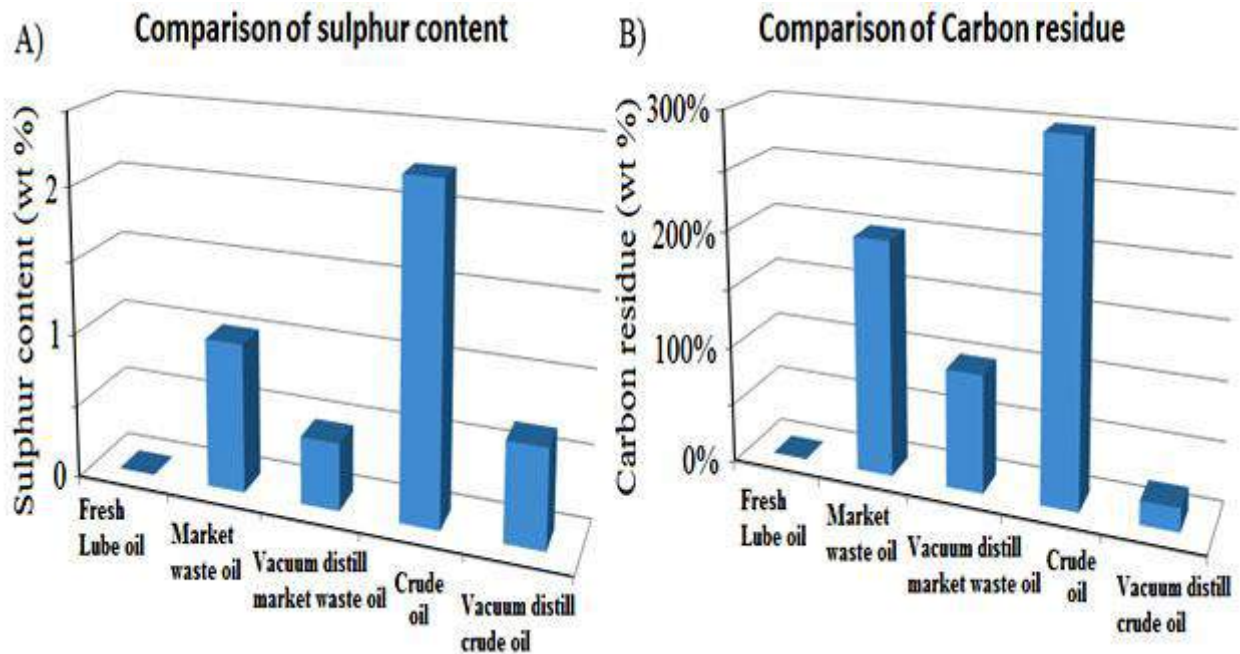 A)
Comparison of sulphur content
Sulphur content (wt %)
2
1
0
Fresh
Lube oil
Market
waste oil
Vacuum distill
market waste oil
Crude
oil
Vacuum distill
crude oil
B)
Comparison of Carbon residue
Carbon residue (wt %)
300%
200%
100%
0%
Fresh
Lube oil
Market
waste oil
Vacuum distill
market waste oil
Crude
oil
Vacuum distill
crude oil